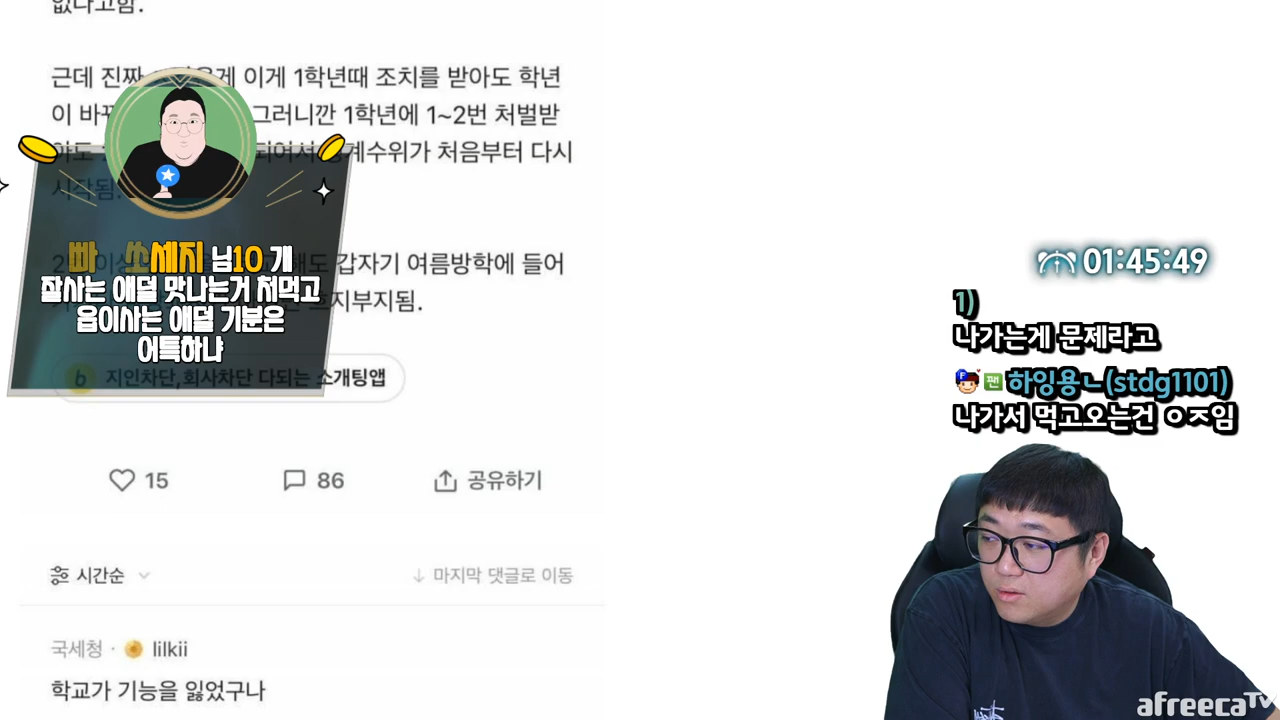 없다고함.
근데 진짜 이게 1학년때 조치를 받아도 학년
이 그러니깐 1학년에 1~2번 처벌받
아도 되어서 징계수위가 처음부터 다시
시작됨.
빠 쏘세지 님10 개
잘사는 애덜 맛나는거 처먹고
읍이사는 애덜 기분은
어득하냐
갑자기 여름방학에 들어
흐지부지됨.
지인차단,회사차단 다되는 소개팅앱
15
86
공유하기
시간순
마지막 댓글로 이동
국세청 · lilkii
학교가 기능을 잃었구나
01:45:49
1)
나가는게 문제라고
F 팬 하잉용ㄴ(stdg1101)
나가서 먹고오는건 ㅇㅈ임
afreecaTV